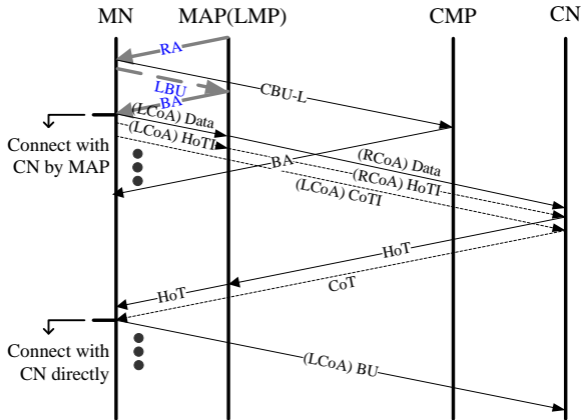 MN
MAP(LMP)
CMP
CN
RA
LBU
CBU-L
BA
(LCoA) Data
(LCoA) HoTI
Connect with
CN by MAP
(RCoA) Data
BA
(RCoA) HoTI
(LCoA) CoTI
HoT
CoT
HoT
Connect with
CN directly
(LCoA) BU